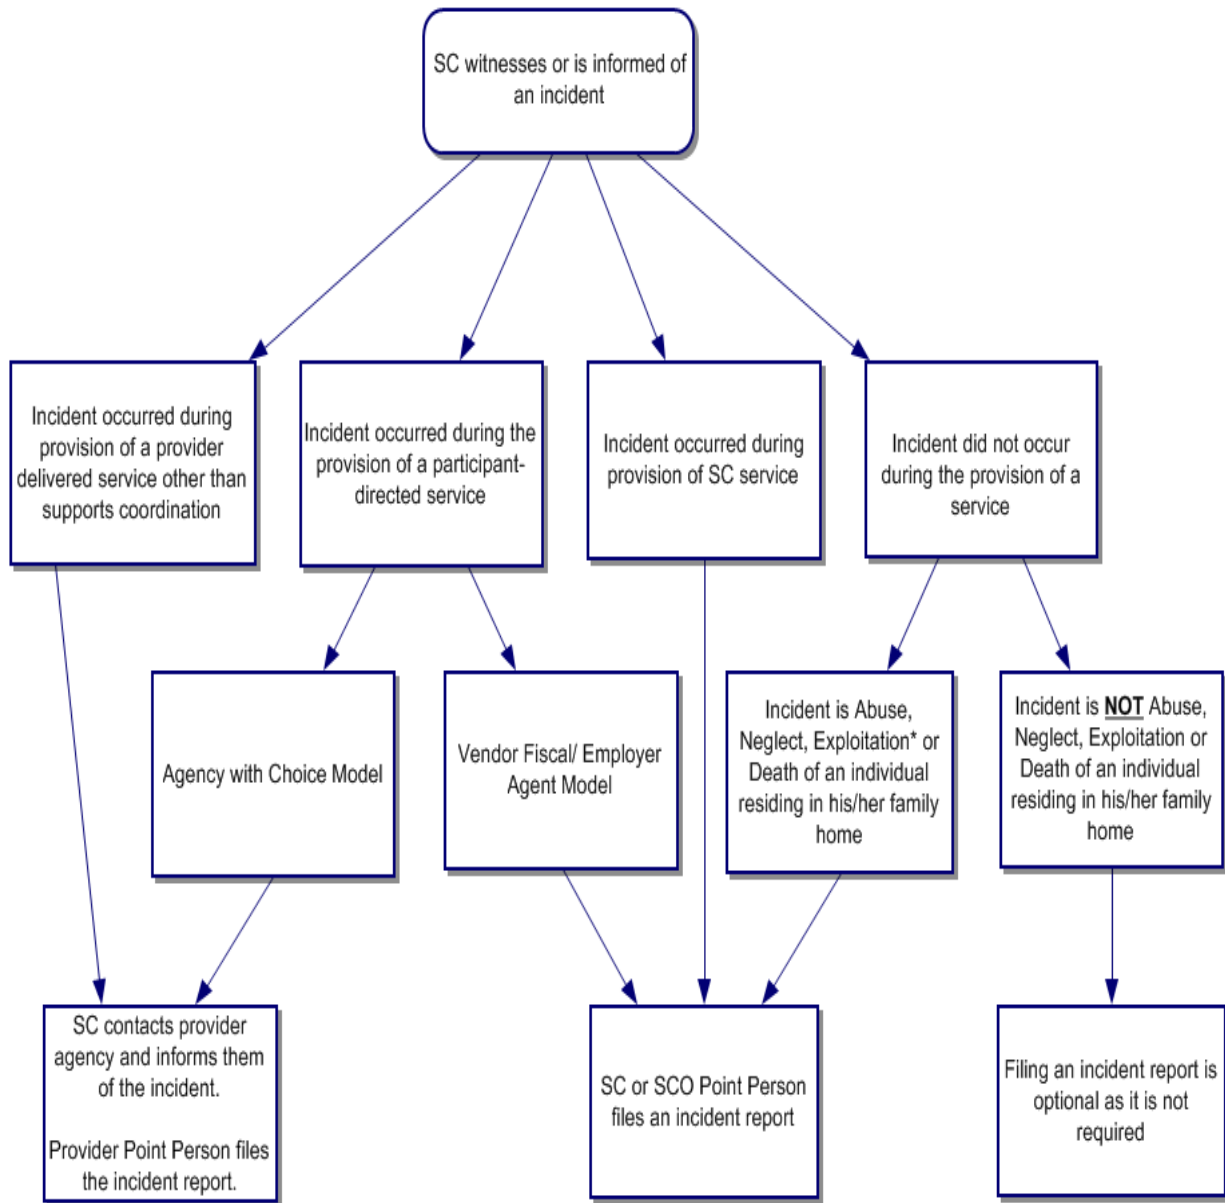 SC witnesses or is informed of
an incident
Incident occurred during
provision of a provider
delivered service other than
supports coordination
Incident occurred during the
provision of a participant-
directed service
Incident occurred during
provision of SC service
Incident did not occur
during the provision of a
service
Agency with Choice Model
Vendor Fiscal/ Employer
Agent Model
Incident is Abuse,
Neglect, Exploitation* or
Death of an individual
residing in his/her family
home
Incident is NOT Abuse,
Neglect, Exploitation or
Death of an individual
residing in his/her family
home
SC contacts provider
agency and informs them
of the incident.
Provider Point Person files
the incident report.
SC or SCO Point Person
files an incident report
Filing an incident report is
optional as it is not
required